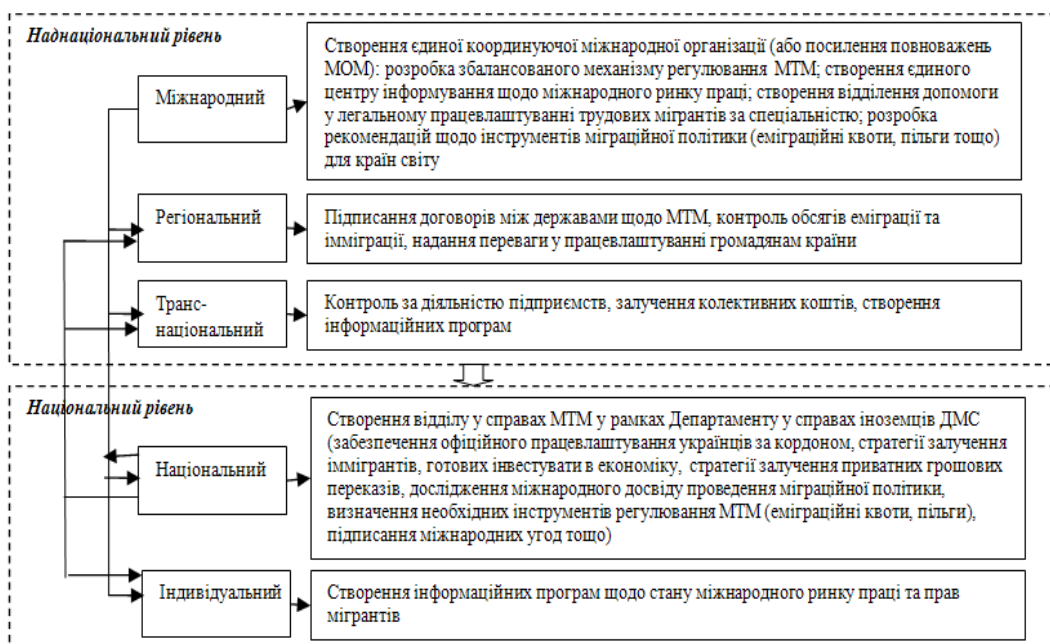 Наднаціональний рівень
Міжнародний
Створення єдиної координуючої міжнародної організації (або посилення повноважень
МОМ): розробка збалансованого механізму регулювання МТМ; створення єдиного
центру інформування щодо міжнародного ринку праці; створення відділення допомоги
у легальному працевлаштуванні трудових мігрантів за спеціальністю; розробка
рекомендацій щодо інструментів міграційної політики (еміграційні квоти, пільги тощо)
для країн світу
Регіональний
Підписання договорів між державами щодо МТМ, контроль обсягів еміграції та
імміграції, надання переваги у працевлаштуванні громадянам країни
Транс-
національний
Контроль за діяльністю підприємств, залучення колективних коштів, створення
інформаційних програм
Національний рівень
Національний
Створення відділу у справах МТМ у рамках Департаменту у справах іноземців ДМС
(забезпечення офіційного працевлаштування українців за кордоном, стратегії залучення
іммігрантів, готових інвестувати в економіку, стратегії залучення приватних грошових
переказів, дослідження міжнародного досвіду проведення міграційної політики,
визначення необхідних інструментів регулювання МТМ (еміграційні квоти, пільги),
підписання міжнародних угод тощо)
Індивідуальний
Створення інформаційних програм щодо стану міжнародного ринку праці та прав
мігрантів